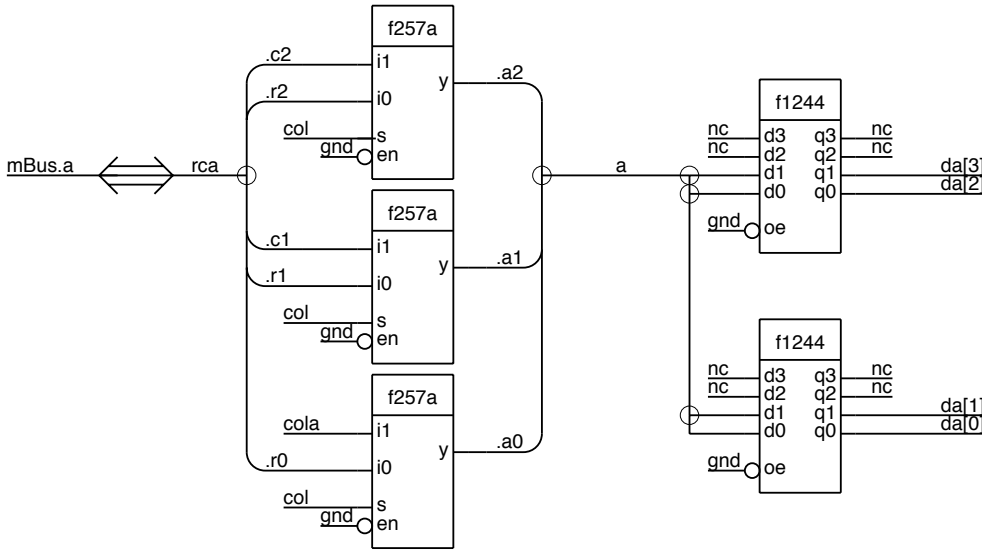 f257a
.c2
i1
y
.a2
.r2
i0
col
s
gnd
en
mBus.a
rca
f257a
.c1
i1
y
.a1
.r1
i0
col
s
gnd
en
f257a
cola
i1
y
.a0
.r0
i0
col
s
gnd
en
a
f1244
nc
d3
q3
nc
nc
d2
q2
nc
d1
q1
da[3]
d0
q0
da[2]
gnd
oe
f1244
nc
d3
q3
nc
nc
d2
q2
nc
d1
q1
da[1]
d0
q0
da[0]
gnd
oe